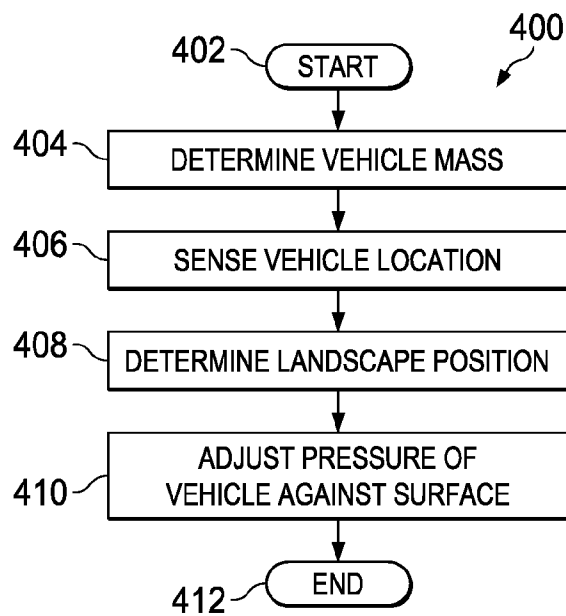 400
402
START
404
DETERMINE VEHICLE MASS
406
SENSE VEHICLE LOCATION
408
DETERMINE LANDSCAPE POSITION
410
ADJUST PRESSURE OF
VEHICLE AGAINST SURFACE
412
END